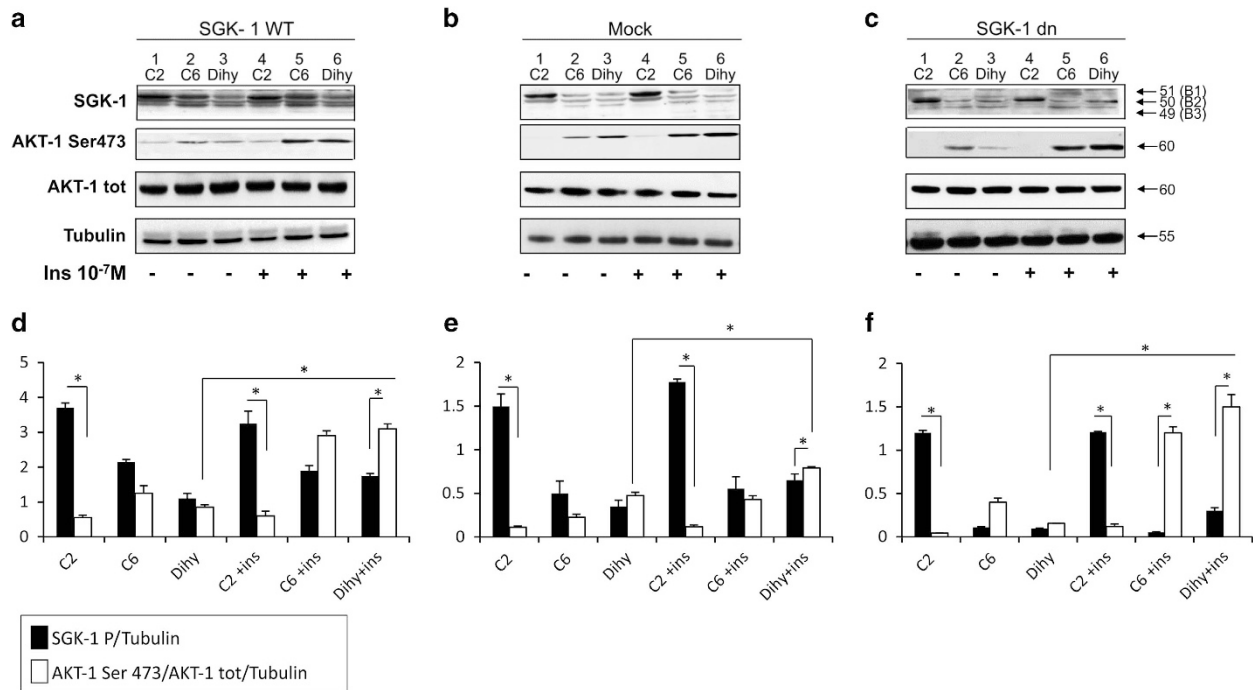 a b c
SGK- 1 WT Mock SGK-1 dn
1 2 3 4 5 6 1 2 3 4 5 6 1 2 3 4 5 6
C2 C6 Dihy C2 C6 Dihy C2 C6 Dihy C2 C6 Dihy C2 C6 Dihy C2 C6 Dihy
SGK-1
51 (B1)
50 (B2)
49 (B3)
AKT-1 Ser473 60
AKT-1 tot 60
Tubulin 55
Ins 10⁻⁷M - - - + + + - - - + + + - - - + + +
d e f
5
4
3
2
1
0
* * * *
C2 C6 Dihy C2 +ins C6 +ins Dihy+ins
2
1.5
1
0.5
0
* * * *
C2 C6 Dihy C2 +ins C6 +ins Dihy+ins
2
1.5
1
0.5
0
* * * * *
C2 C6 Dihy C2 +ins C6 +ins Dihy+ins
SGK-1 P/Tubulin
AKT-1 Ser 473/AKT-1 tot/Tubulin